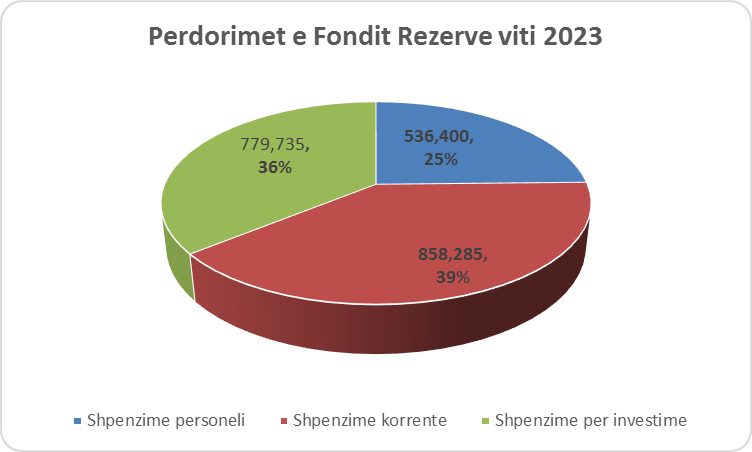 Perdorimet e Fondit Rezerve viti 2023
779,735,
36%
536,400,
25%
858,285,
39%
Shpenzime personeli
Shpenzime korrente
Shpenzime per investime